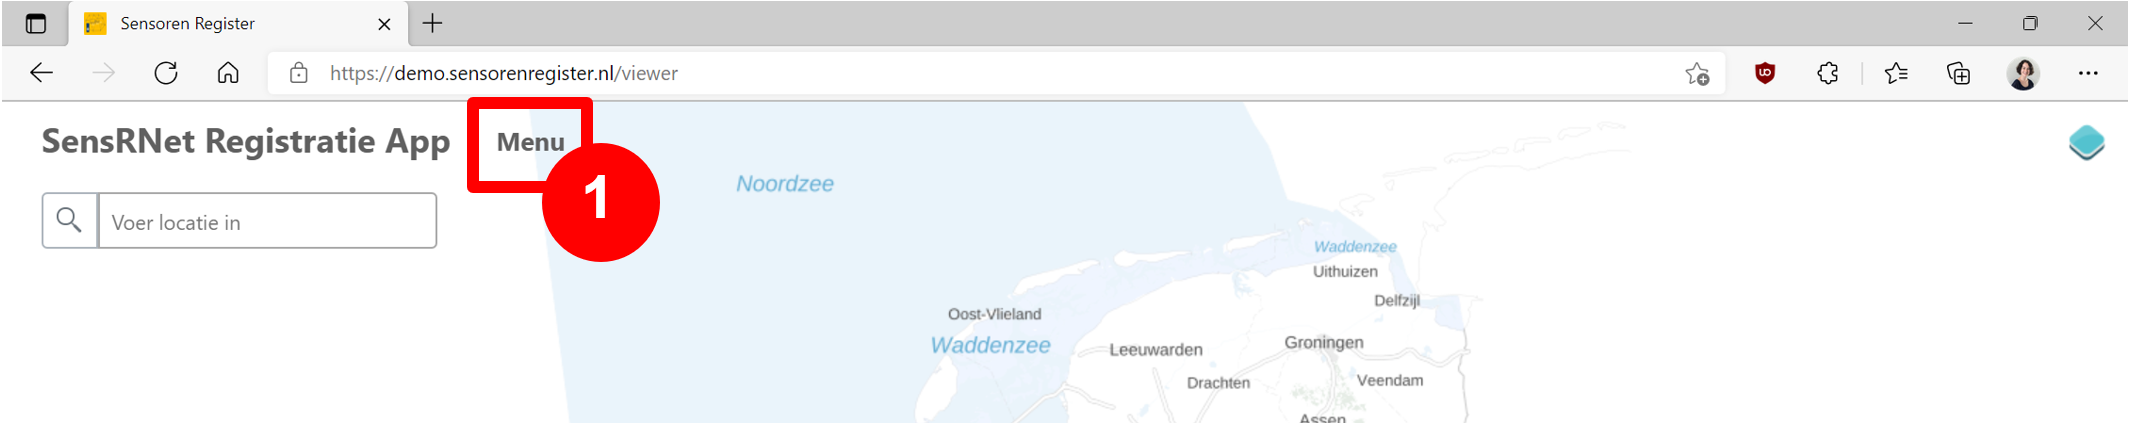 Sensoren Register
https://demo.sensorenregister.nl/viewer
SensRNet Registratie App
Menu
1
Voer locatie in
Noordzee
Waddenzee
Uithuizen
Delfzijl
Oost-Vlieland
Waddenzee
Leeuwarden
Groningen
Drachten
Veendam
Assen